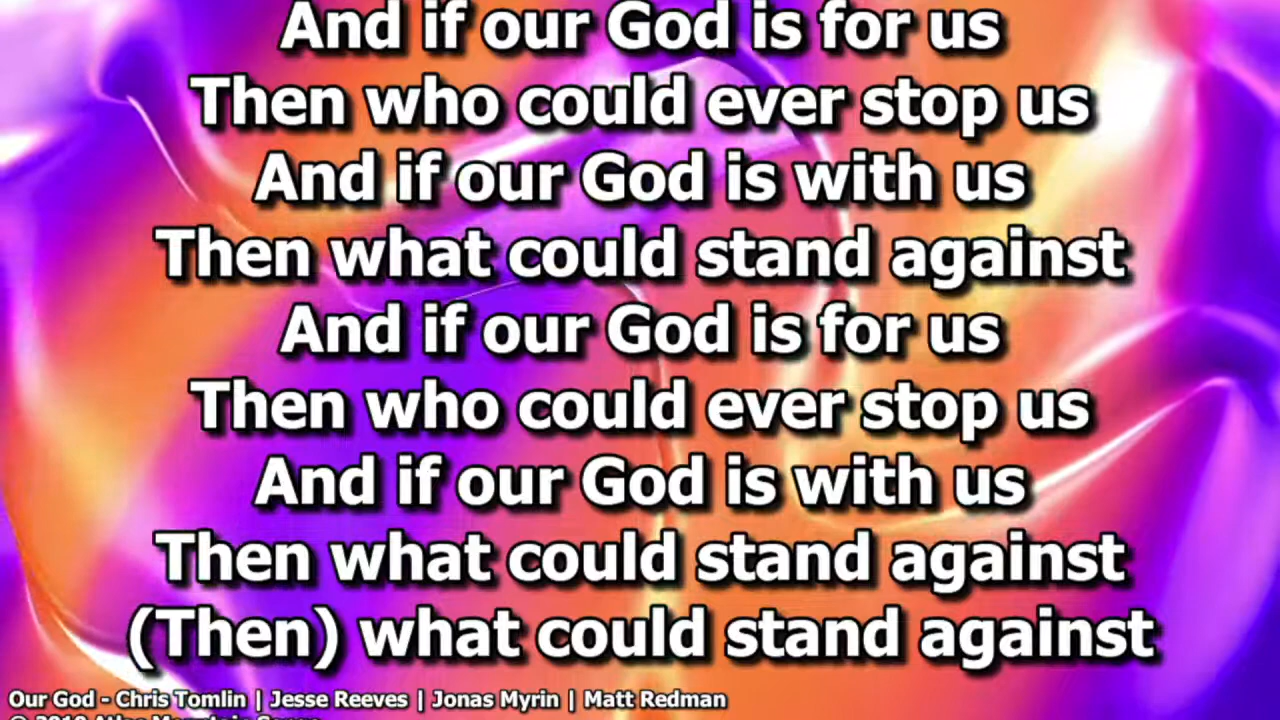 And if our God is for us
Then who could ever stop us
And if our God is with us
Then what could stand against
And if our God is for us
Then who could ever stop us
And if our God is with us
Then what could stand against
(Then) what could stand against
Our God - Chris Tomlin | Jesse Reeves | Jonas Myrin | Matt Redman